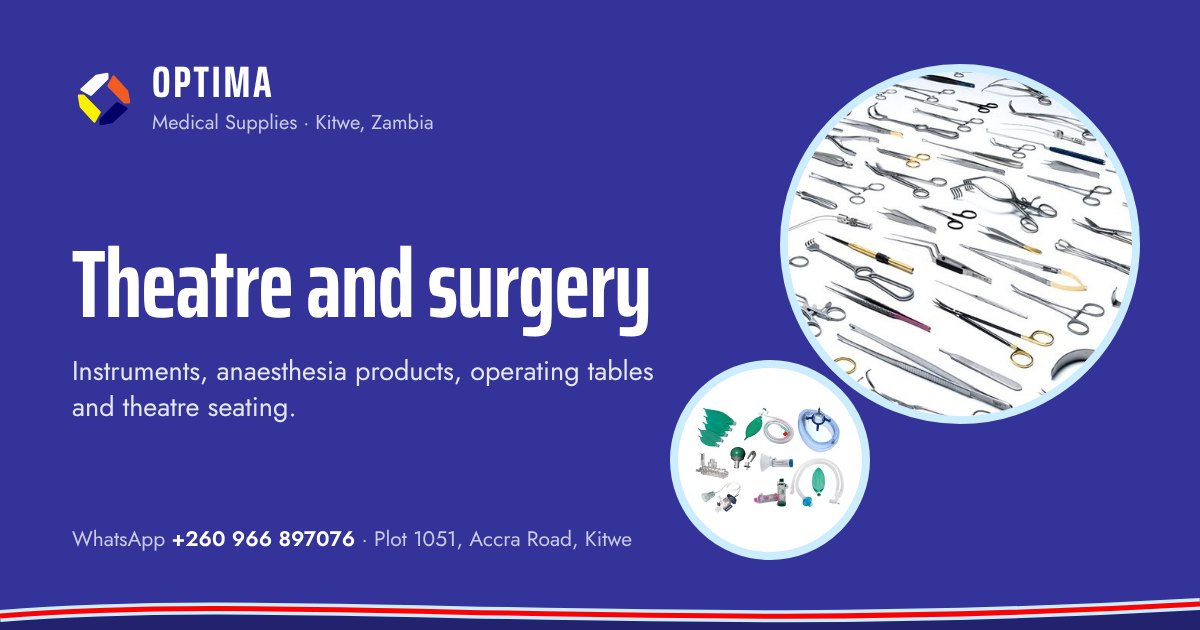 OPTIMA
Medical Supplies · Kitwe, Zambia
Theatre and surgery
Instruments, anaesthesia products, operating tables
and theatre seating.
WhatsApp +260 966 897076 · Plot 1051, Accra Road, Kitwe